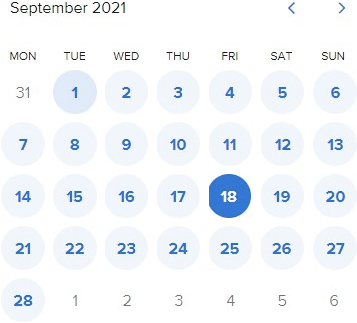 September 2021
MON TUE WED THU FRI SAT SUN
31 1 2 3 4 5 6
7 8 9 10 11 12 13
14 15 16 17 18 19 20
21 22 23 24 25 26 27
28 1 2 3 4 5 6